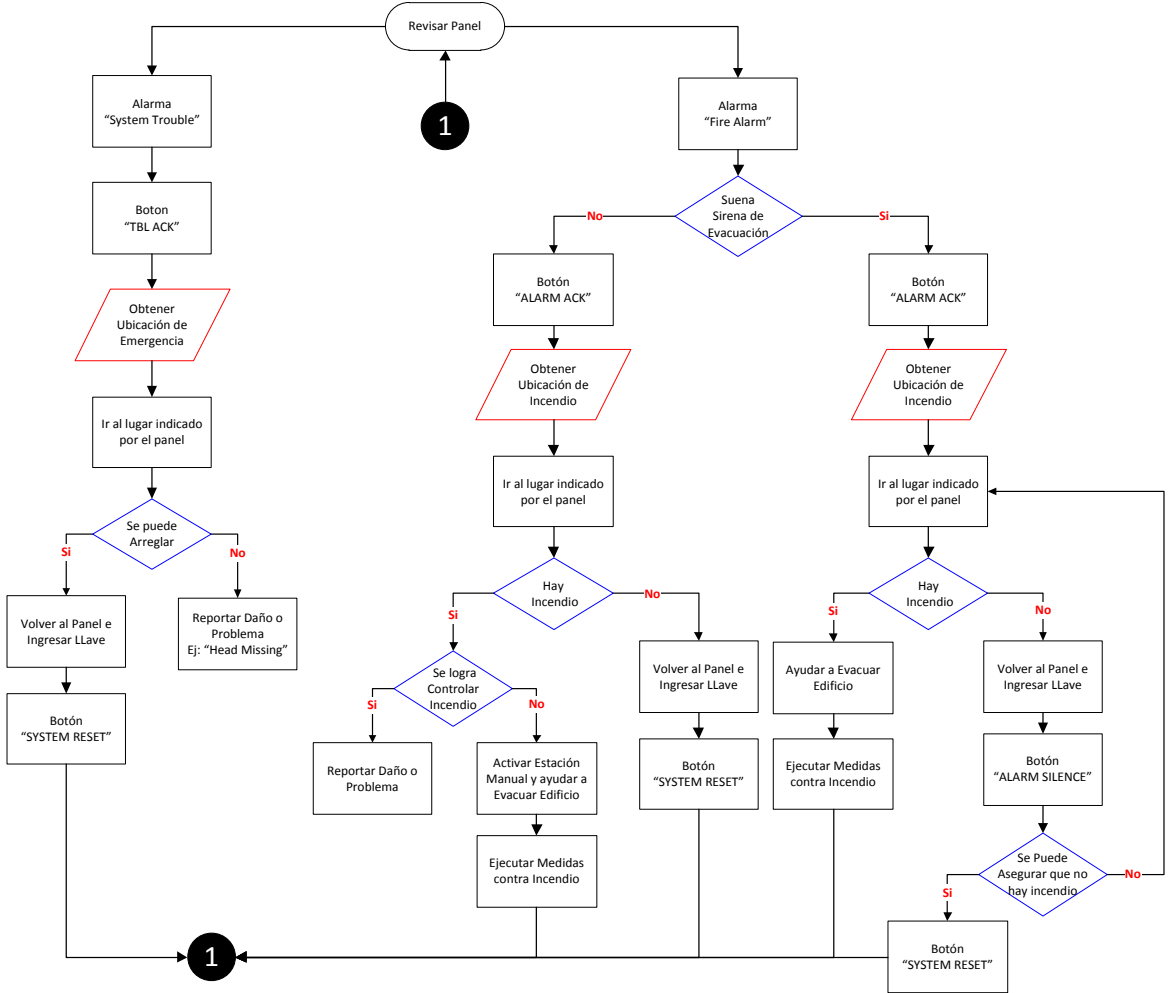 Revisar Panel
1
Alarma
“System Trouble”
Boton
“TBL ACK”
Obtener
Ubicación de
Emergencia
Ir al lugar indicado
por el panel
Se puede
Arreglar
Si
No
Volver al Panel e
Ingresar LLave
Reportar Daño o
Problema
Ej: “Head Missing”
Botón
“SYSTEM RESET”
Alarma
“Fire Alarm”
Suena
Sirena de
Evacuación
No
Si
Botón
“ALARM ACK”
Obtener
Ubicación de
Incendio
Ir al lugar indicado
por el panel
Hay
Incendio
Si
No
Se logra
Controlar
Incendio
Si
No
Reportar Daño o
Problema
Activar Estación
Manual y ayudar a
Evacuar Edificio
Ejecutar Medidas
contra Incendio
Volver al Panel e
Ingresar LLave
Botón
“SYSTEM RESET”
Botón
“ALARM ACK”
Obtener
Ubicación de
Incendio
Ir al lugar indicado
por el panel
Hay
Incendio
Si
No
Ayudar a Evacuar
Edificio
Ejecutar Medidas
contra Incendio
Volver al Panel e
Ingresar LLave
Botón
“ALARM SILENCE”
Se Puede
Asegurar que no
hay incendio
No
Si
Botón
“SYSTEM RESET”
1